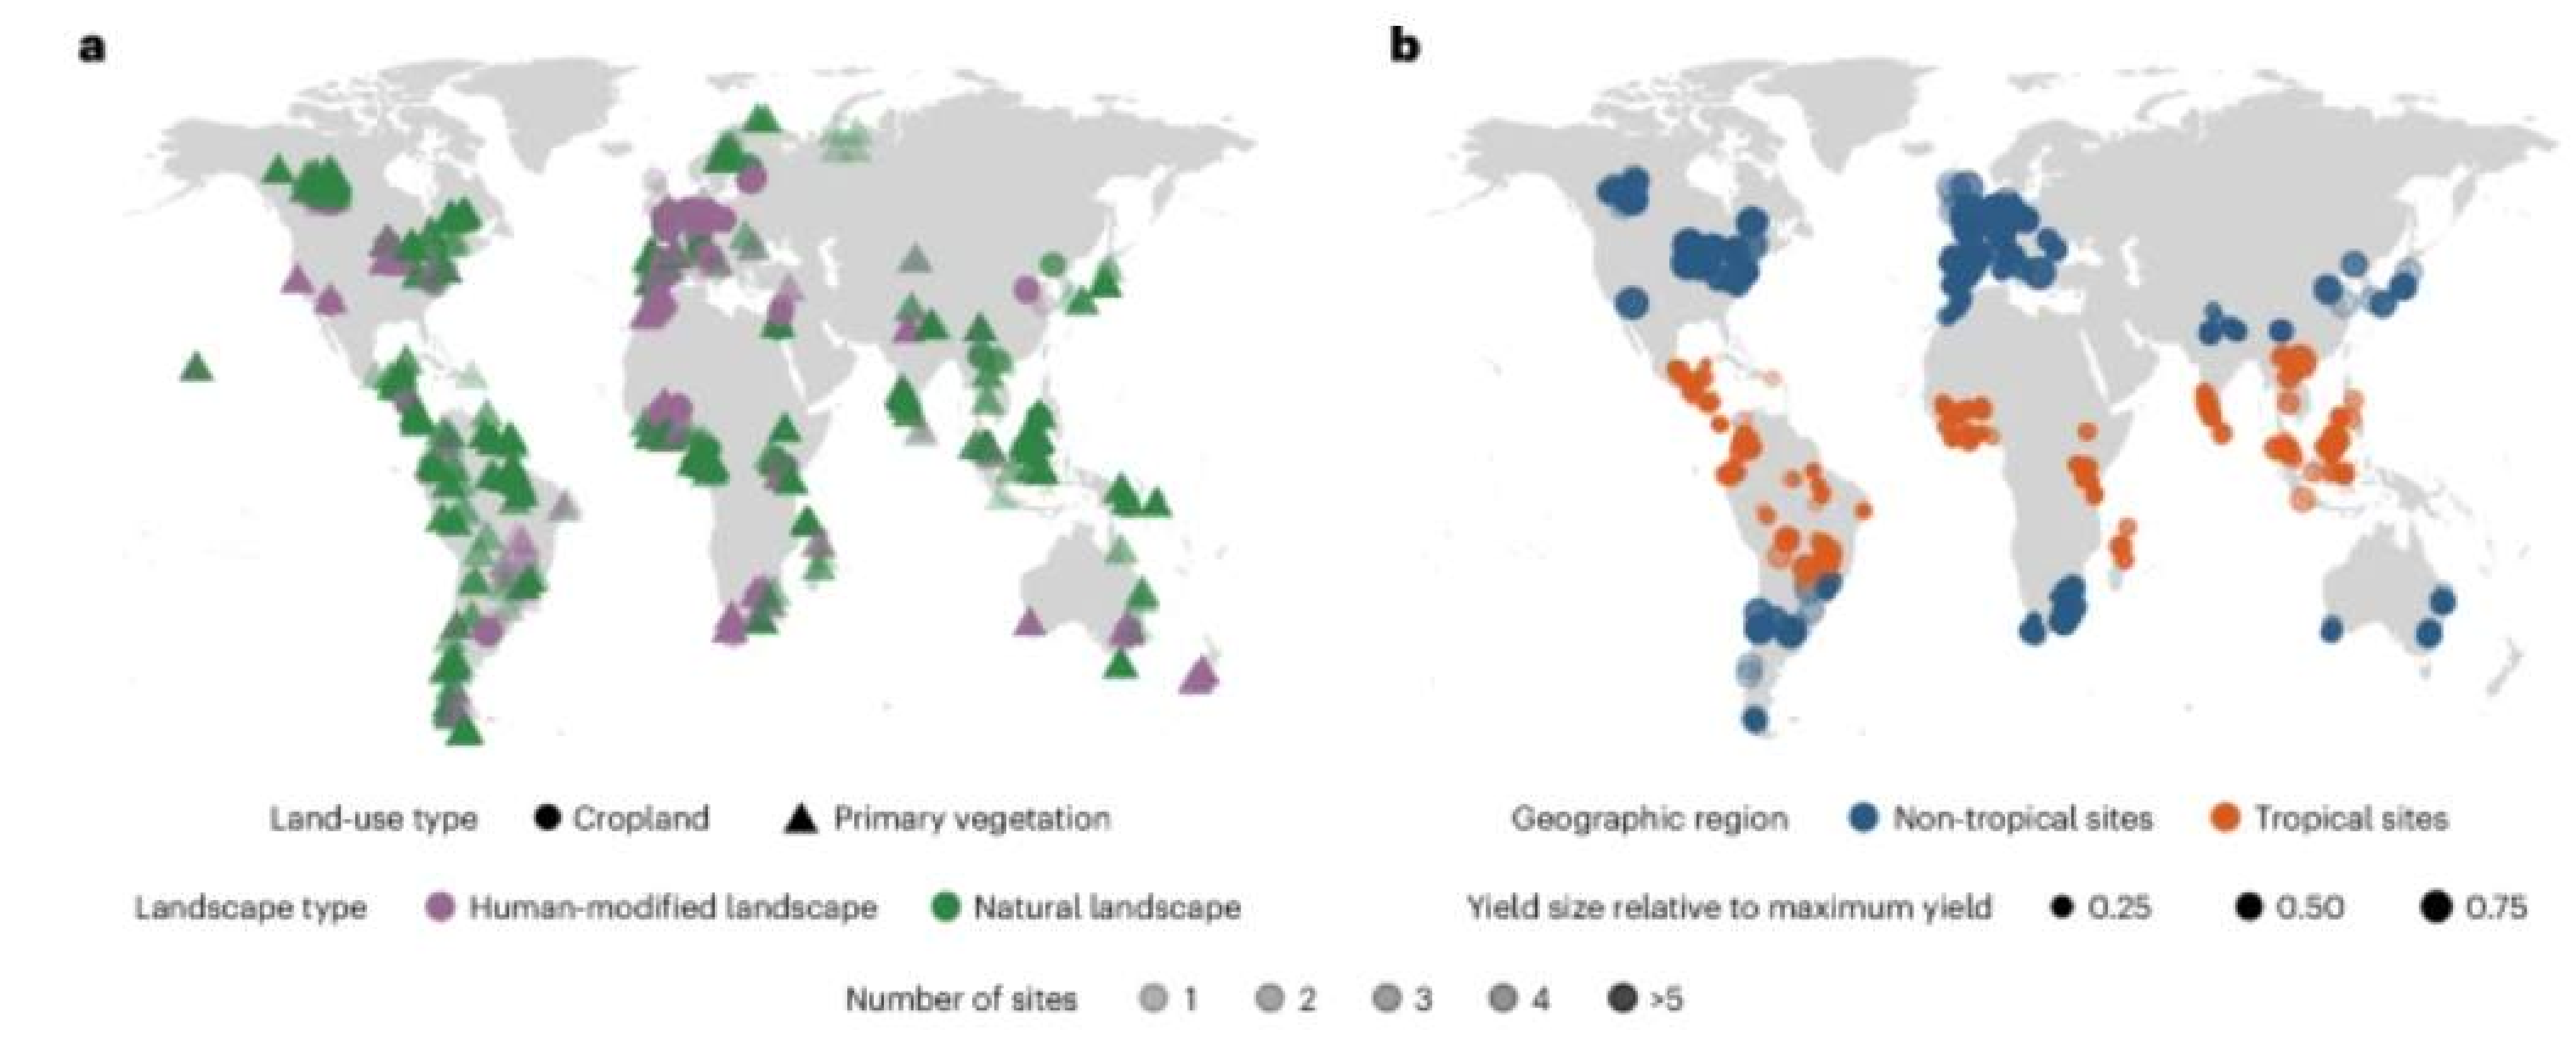 a
b
Land-use type Cropland Primary vegetation
Geographic region Non-tropical sites Tropical sites
Landscape type Human-modified landscape Natural landscape
Yield size relative to maximum yield 0.25 0.50 0.75
Number of sites 1 2 3 4 >5